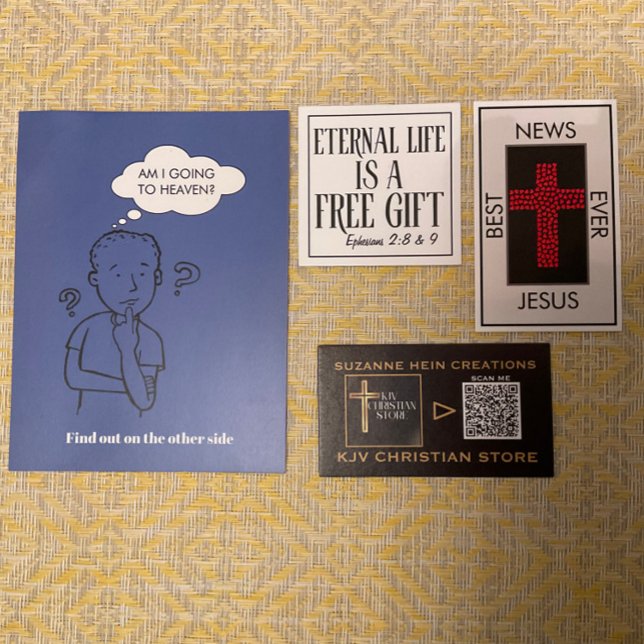 AM I GOING
TO HEAVEN?
?
?
Find out on the other side
ETERNAL LIFE
IS A
FREE GIFT
Ephesians 2:8 & 9
NEWS
BEST
EVER
JESUS
SUZANNE HEIN CREATIONS
KJV
CHRISTIAN
STORE
SCAN ME
KJV CHRISTIAN STORE